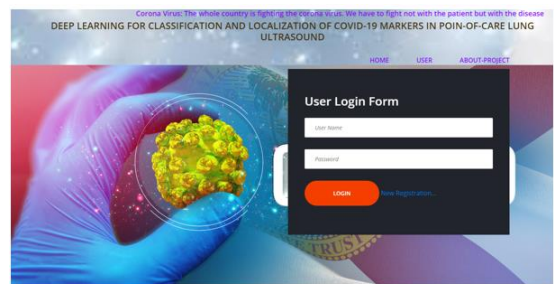 Corona Virus: The whole country is fighting the corona virus. We have to fight not with the patient but with the disease
DEEP LEARNING FOR CLASSIFICATION AND LOCALIZATION OF COVID-19 MARKERS IN POIN-OF-CARE LUNG
ULTRASOUND
HOME USER ABOUT-PROJECT
User Login Form
User Name
Password
LOGIN New Registration...
TRUST